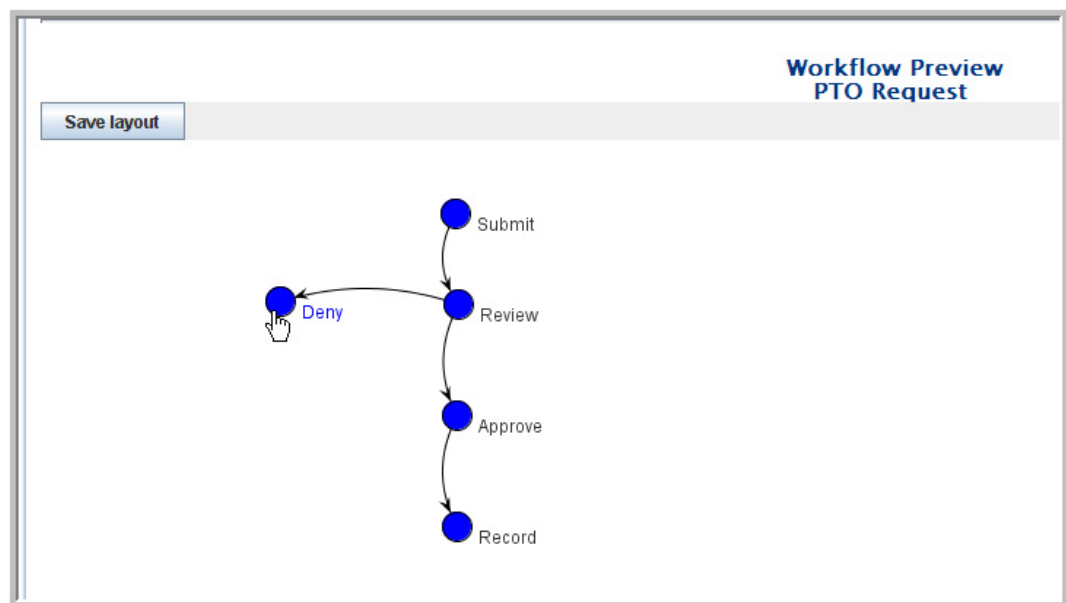 Workflow Preview
PTO Request
Save layout
Submit
Deny
Review
Approve
Record